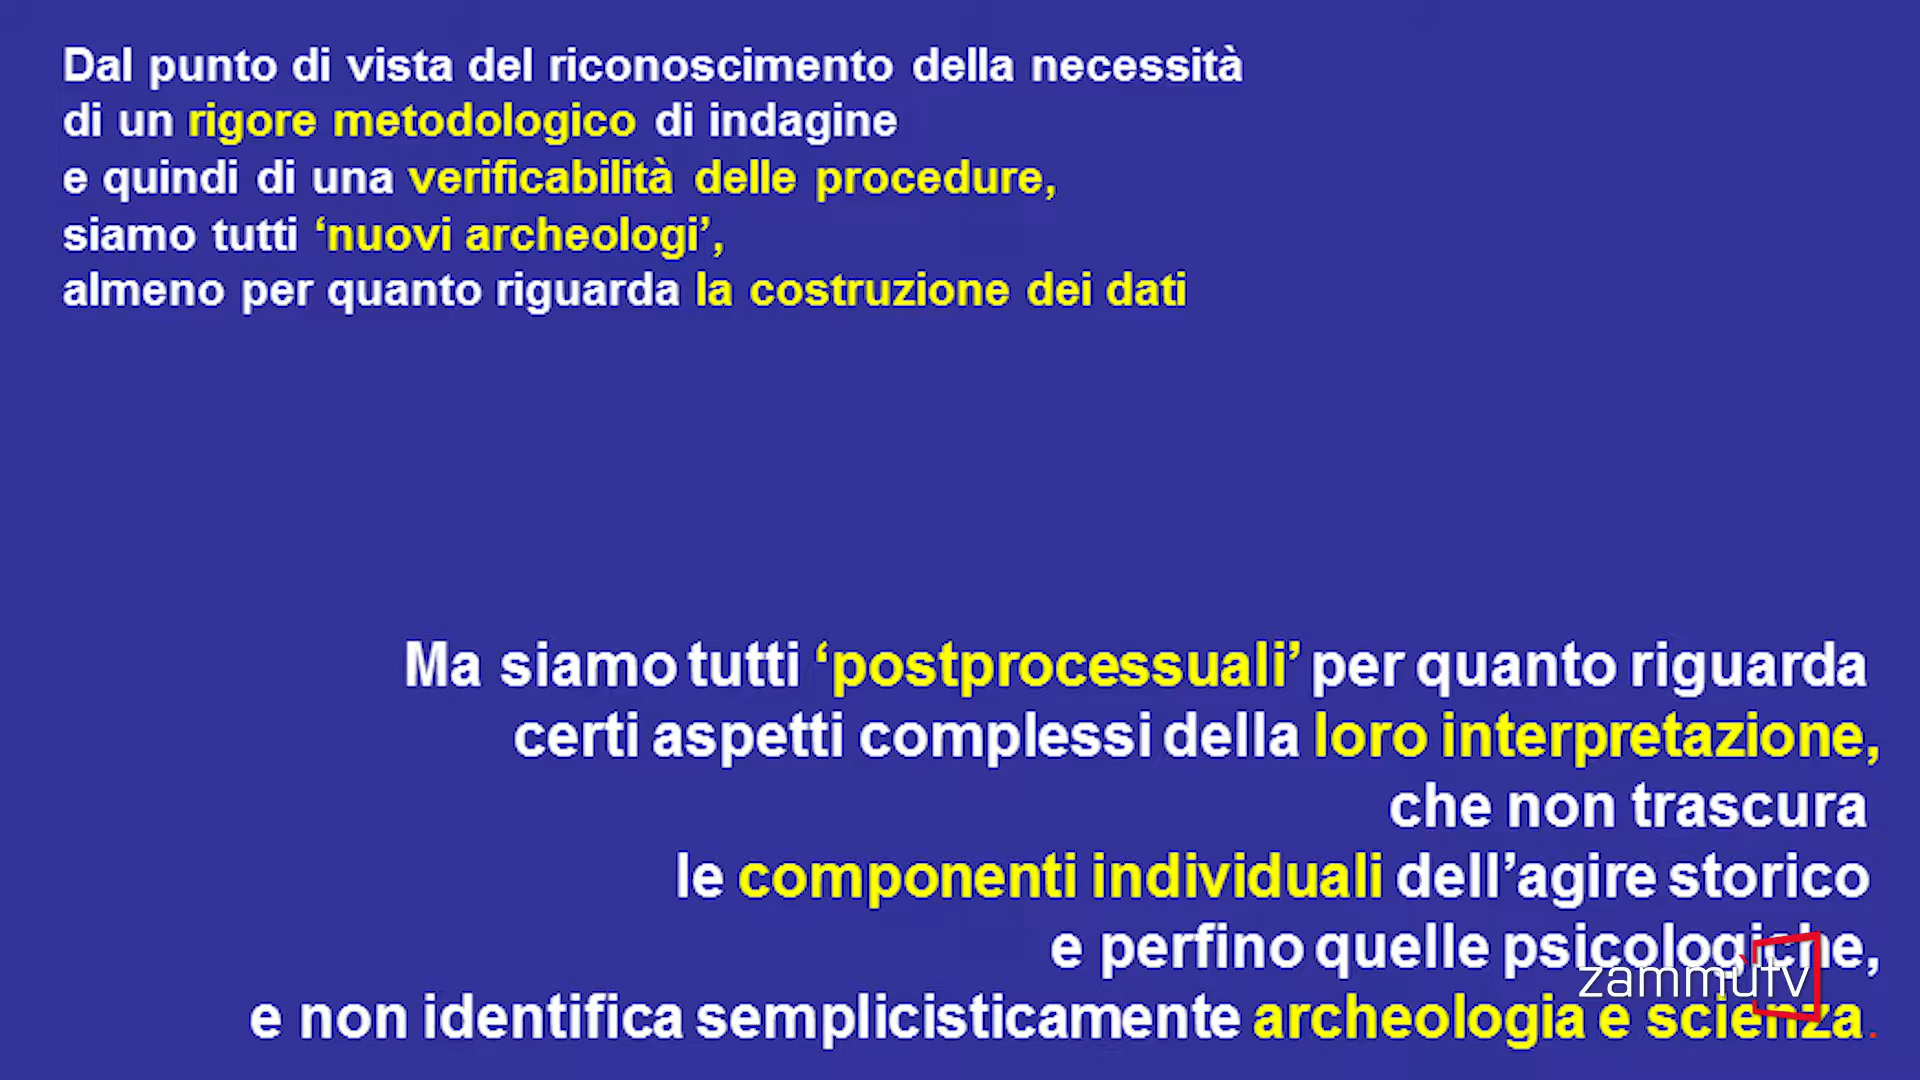 Dal punto di vista del riconoscimento della necessità
di un rigore metodologico di indagine
e quindi di una verificabilità delle procedure,
siamo tutti ‘nuovi archeologi’,
almeno per quanto riguarda la costruzione dei dati
Ma siamo tutti ‘postprocessuali’ per quanto riguarda
certi aspetti complessi della loro interpretazione,
che non trascura
le componenti individuali dell’agire storico
e perfino quelle psicologiche,
zammùtv
e non identifica semplicisticamente archeologia e scienza.